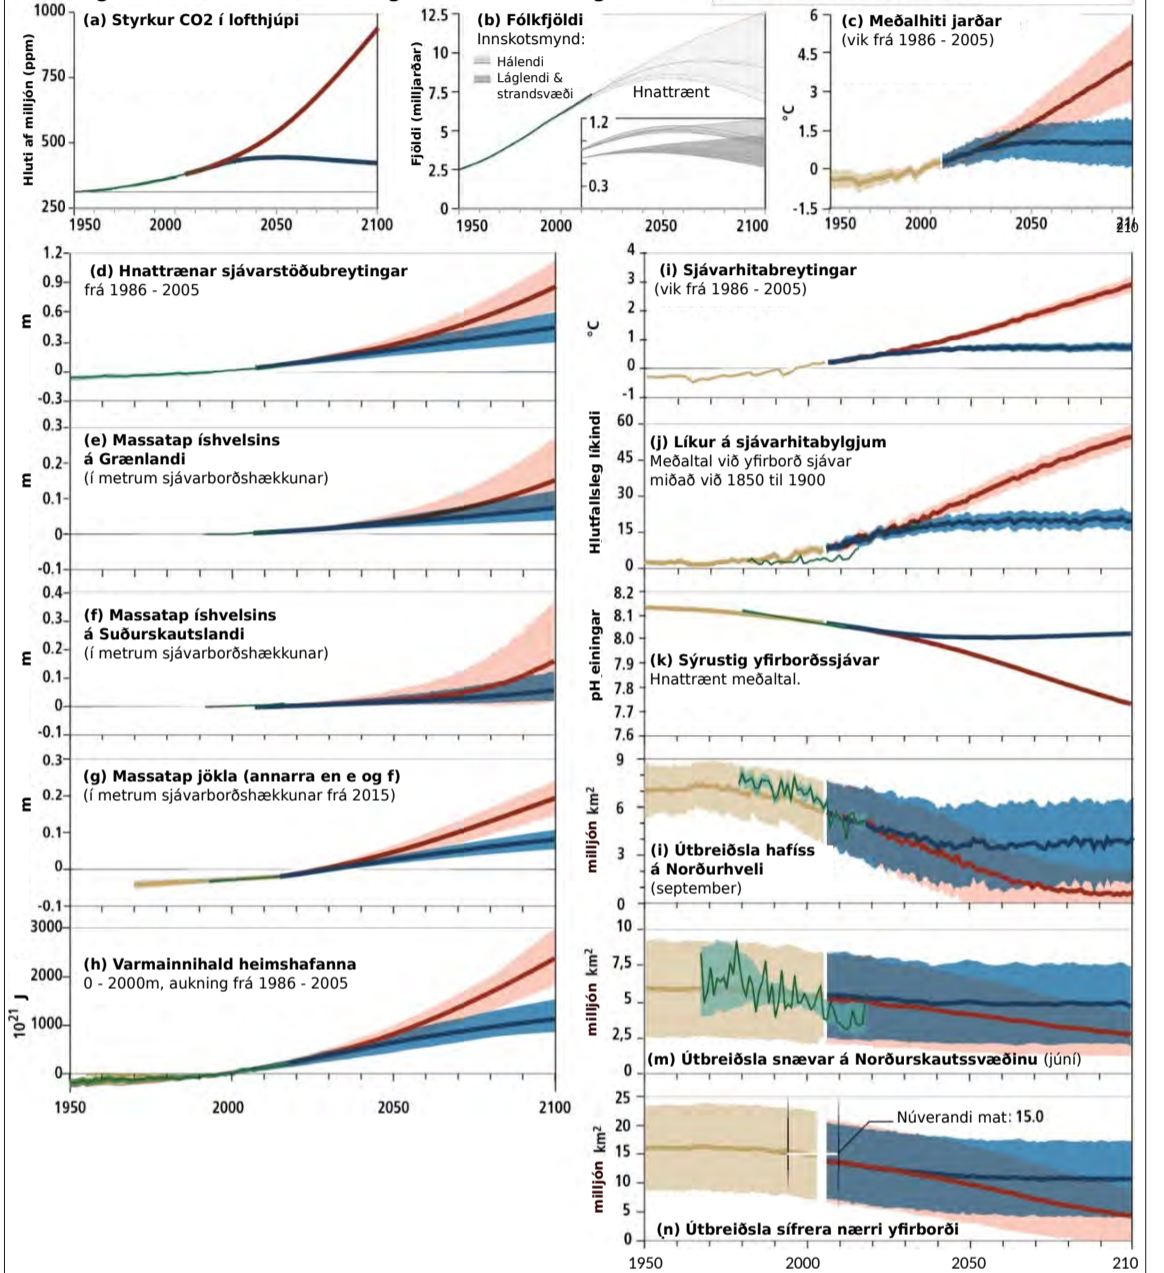 (a) Styrkur CO2 í lofthjúpi
Hluti af milljón (ppm)
1000
750
500
250
1950 2000 2050 2100
(b) Fólkfjöldi
Innskotsmynd:
Hálendi
Láglendi &
strandsvæði
Hnattrænt
Fjöldi (milljarðar)
12.5
10
7.5
5
2.5
0
1.2
0.3
1950 2000 2050 2100
(c) Meðalhiti jarðar
(vik frá 1986 - 2005)
°C
6
4.5
3
1.5
0
-1.5
1950 2000 2050
(d) Hnattrænar sjávarstöðubreytingar
frá 1986 - 2005
m
1.2
0.9
0.6
0.3
0
-0.3
(e) Massatap íshvelsins
á Grænlandi
(í metrum sjávarborðshækkunar)
m
0.3
0.2
0.1
0
-0.1
(f) Massatap íshvelsins
á Suðurskautslandi
(í metrum sjávarborðshækkunar)
m
0.4
0.3
0.2
0.1
0
-0.1
(g) Massatap jökla (annarra en e og f)
(í metrum sjávarborðshækkunar frá 2015)
m
0.3
0.2
0.1
0
-0.1
(h) Varmainnihald heimshafanna
0 - 2000m, aukning frá 1986 - 2005
10²¹ J
3000
2000
1000
0
1950 2000 2050 2100
(i) Sjávarhitabreytingar
(vik frá 1986 - 2005)
°C
4
3
2
1
0
-1
(j) Líkur á sjávarhitabylgjum
Meðaltal við yfirborð sjávar
miðað við 1850 til 1900
Hlutfallsleg líkindi
60
45
30
15
0
(k) Sýrustig yfirborðssjávar
Hnattrænt meðaltal.
pH einingar
8.2
8.1
8.0
7.9
7.8
7.7
7.6
(i) Útbreiðsla hafíss
á Norðurhveli
(september)
milljón km²
9
6
3
0
(m) Útbreiðsla snævar á Norðurskautssvæðinu (júní)
milljón km²
10
7,5
5
2,5
0
Núverandi mat: 15.0
(n) Útbreiðsla sífrera nærri yfirborði
milljón km²
25
20
15
10
5
0
1950 2000 2050 210